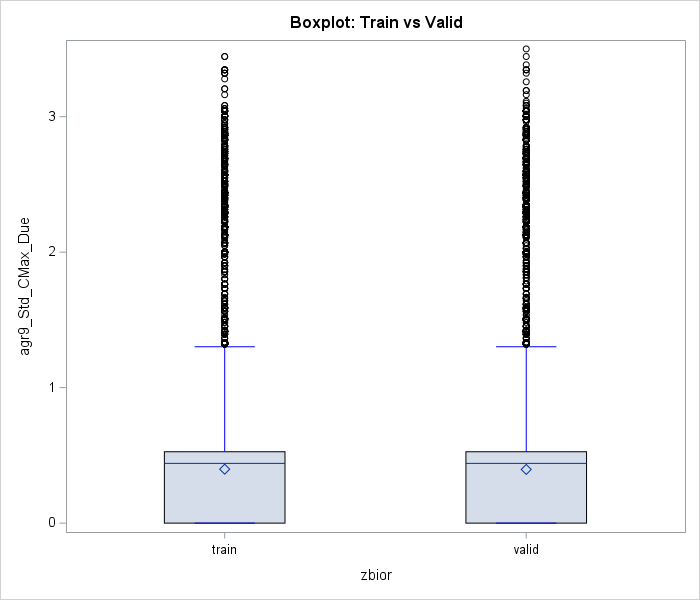 Boxplot: Train vs Valid
agr9_Std_CMax_Due
3
2
1
0
train
valid
zbior